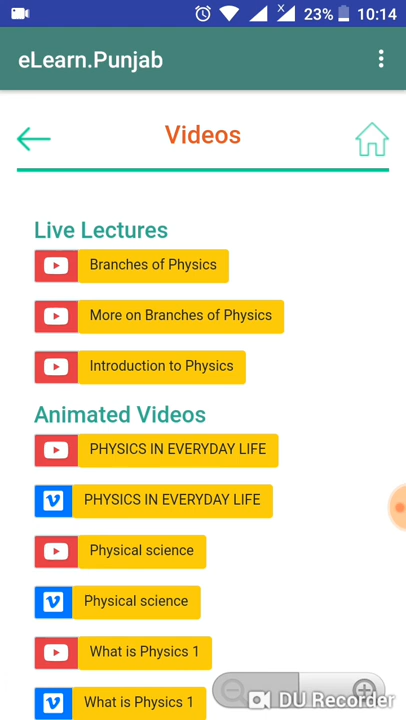 23% 10:14
eLearn.Punjab
Videos
Live Lectures
Branches of Physics
More on Branches of Physics
Introduction to Physics
Animated Videos
PHYSICS IN EVERYDAY LIFE
PHYSICS IN EVERYDAY LIFE
Physical science
Physical science
What is Physics 1
What is Physics 1
DU Recorder